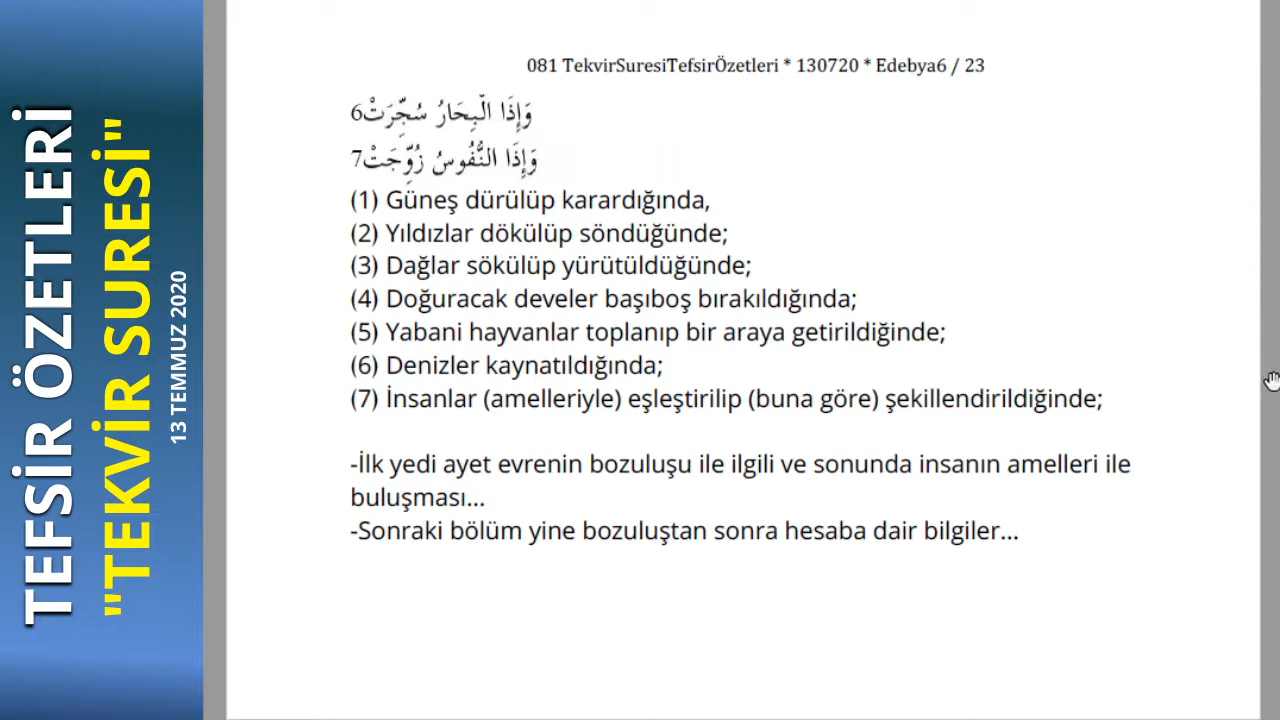 TEFSİR ÖZETLERİ
"TEKVİR SURESİ"
13 TEMMUZ 2020
081 TekvirSuresiTefsirÖzetleri * 130720 * Edebya6 / 23
وَإِذَا الْبِحَارُ سُجِّرَتْ6
وَإِذَا النُّفُوسُ زُوِّجَتْ7
(1) Güneş dürülüp karardığında,
(2) Yıldızlar dökülüp söndüğünde;
(3) Dağlar sökülüp yürütüldüğünde;
(4) Doğuracak develer başıboş bırakıldığında;
(5) Yabani hayvanlar toplanıp bir araya getirildiğinde;
(6) Denizler kaynatıldığında;
(7) İnsanlar (amelleriyle) eşleştirilip (buna göre) şekillendirildiğinde;
-İlk yedi ayet evrenin bozuluşu ile ilgili ve sonunda insanın amelleri ile
buluşması...
-Sonraki bölüm yine bozuluştan sonra hesaba dair bilgiler...